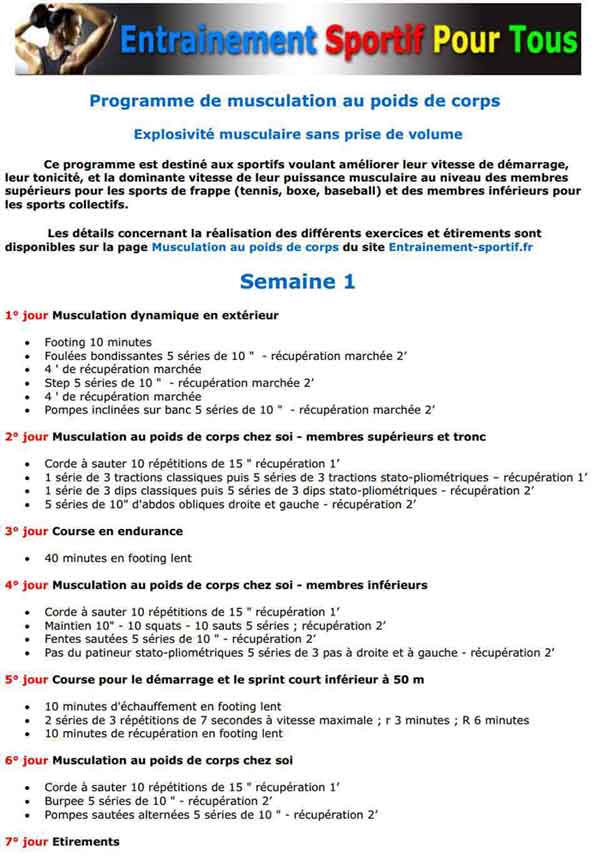 Entrainement Sportif Pour Tous
Programme de musculation au poids de corps
Explosivité musculaire sans prise de volume
Ce programme est destiné aux sportifs voulant améliorer leur vitesse de démarrage,
leur tonicité, et la dominante vitesse de leur puissance musculaire au niveau des membres
supérieurs pour les sports de frappe (tennis, boxe, baseball) et des membres inférieurs pour
les sports collectifs.
Les détails concernant la réalisation des différents exercices et étirements sont
disponibles sur la page Musculation au poids de corps du site Entrainement-sportif.fr
Semaine 1
1° jour Musculation dynamique en extérieur
• Footing 10 minutes
• Foulées bondissantes 5 séries de 10 "  - récupération marchée 2’
• 4 ' de récupération marchée
• Step 5 séries de 10 "  - récupération marchée 2’
• 4 ' de récupération marchée
• Pompes inclinées sur banc 5 séries de 10 "  - récupération marchée 2’
2° jour Musculation au poids de corps chez soi - membres supérieurs et tronc
• Corde à sauter 10 répétitions de 15 " récupération 1’
• 1 série de 3 tractions classiques puis 5 séries de 3 tractions stato-pliométriques – récupération 1’
• 1 série de 3 dips classiques puis 5 séries de 3 dips stato-pliométriques - récupération 2’
• 5 séries de 10" d'abdos obliques droite et gauche - récupération 2’
3° jour Course en endurance
• 40 minutes en footing lent
4° jour Musculation au poids de corps chez soi - membres inférieurs
• Corde à sauter 10 répétitions de 15 " récupération 1’
• Maintien 10" - 10 squats - 10 sauts 5 séries ; récupération 2’
• Fentes sautées 5 séries de 10 " - récupération 2’
• Pas du patineur stato-pliométriques 5 séries de 3 pas à droite et à gauche - récupération 2’
5° jour Course pour le démarrage et le sprint court inférieur à 50 m
• 10 minutes d'échauffement en footing lent
• 2 séries de 3 répétitions de 7 secondes à vitesse maximale ; r 3 minutes ; R 6 minutes
• 10 minutes de récupération en footing lent
6° jour Musculation au poids de corps chez soi
• Corde à sauter 10 répétitions de 15 " récupération 1’
• Burpee 5 séries de 10 " - récupération 2’
• Pompes sautées alternées 5 séries de 10 " - récupération 2’
7° jour Etirements